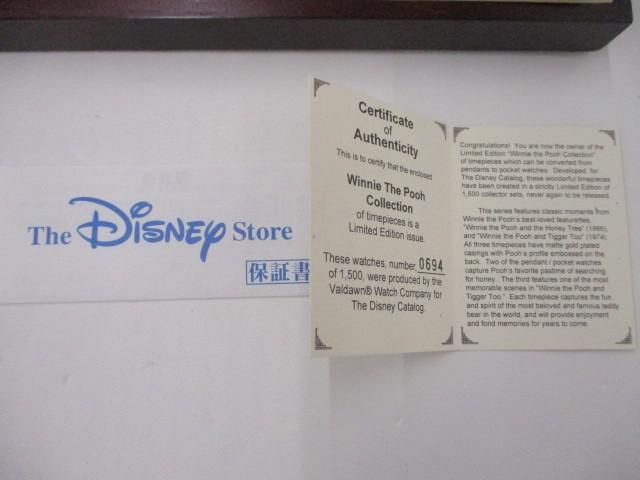 The Disney Store
保証書
Certificate
of
Authenticity
This is to certify that the enclosed
Winnie The Pooh
Collection
of timepieces is a
Limited Edition issue.
These watches, number 0694
of 1,500, were produced by the
Valdawn® Watch Company for
The Disney Catalog.
Congratulations! You are now the owner of the
Limited Edition "Winnie the Pooh Collection"
of timepieces which can be converted from
pendants to pocket watches. Developed, for
The Disney Catalog, these wonderful timepieces
have been created in a strictly Limited Edition of
1,500 collector sets, never again to be released.
This series features classic moments from
Winnie the Pooh's best-loved featurettes,
"Winnie the Pooh and the Honey Tree" (1966),
and "Winnie the Pooh and Tigger Too" (1974).
All three timepieces have matte gold plated
casings with Pooh's profile embossed on the
back. Two of the pendant / pocket watches
capture Pooh's favorite pastime of searching
for honey. The third features one of the most
memorable scenes in "Winnie the Pooh and
Tigger Too." Each timepiece captures the fun
and spirit of the most beloved and famous teddy
bear in the world, and will provide enjoyment
and fond memories for years to come.